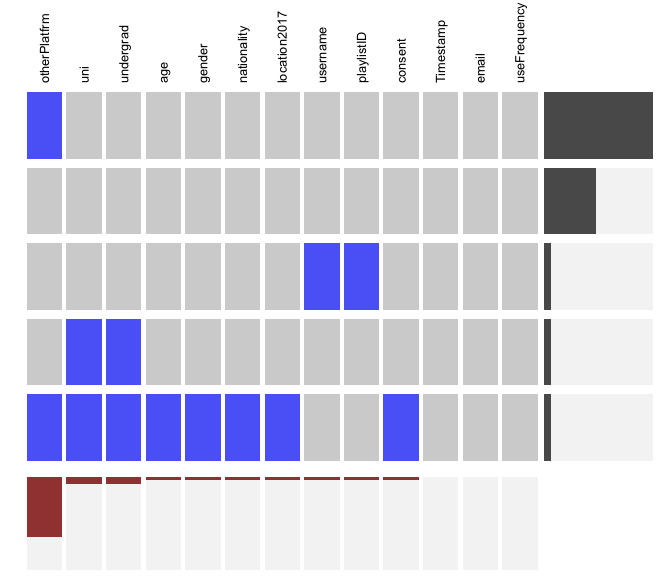 otherPlatfrm
uni
undergrad
age
gender
nationality
location2017
username
playlistID
consent
Timestamp
email
useFrequency